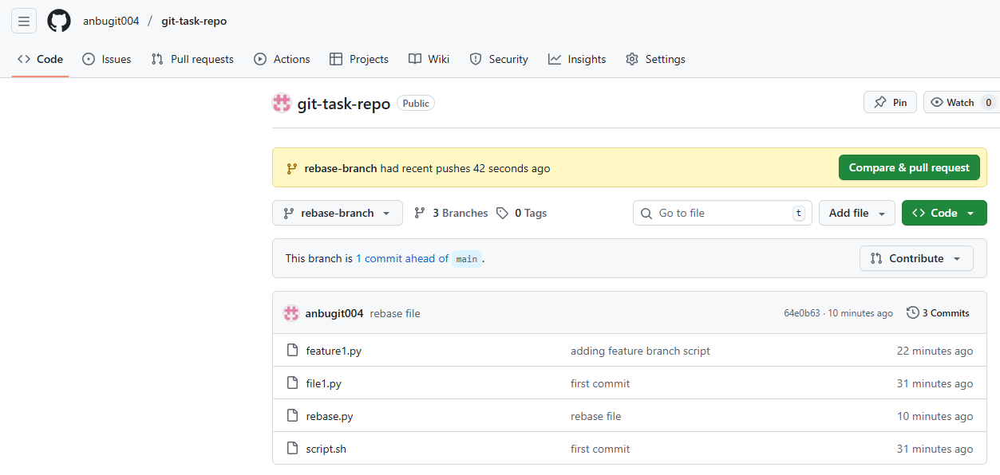 anbugit004 / git-task-repo
Code Issues Pull requests Actions Projects Wiki Security Insights Settings
git-task-repo Public Pin Watch 0
rebase-branch had recent pushes 42 seconds ago Compare & pull request
rebase-branch 3 Branches 0 Tags Go to file t Add file Code
This branch is 1 commit ahead of main . Contribute
anbugit004 rebase file 64e0b63 · 10 minutes ago 3 Commits
feature1.py adding feature branch script 22 minutes ago
file1.py first commit 31 minutes ago
rebase.py rebase file 10 minutes ago
script.sh first commit 31 minutes ago